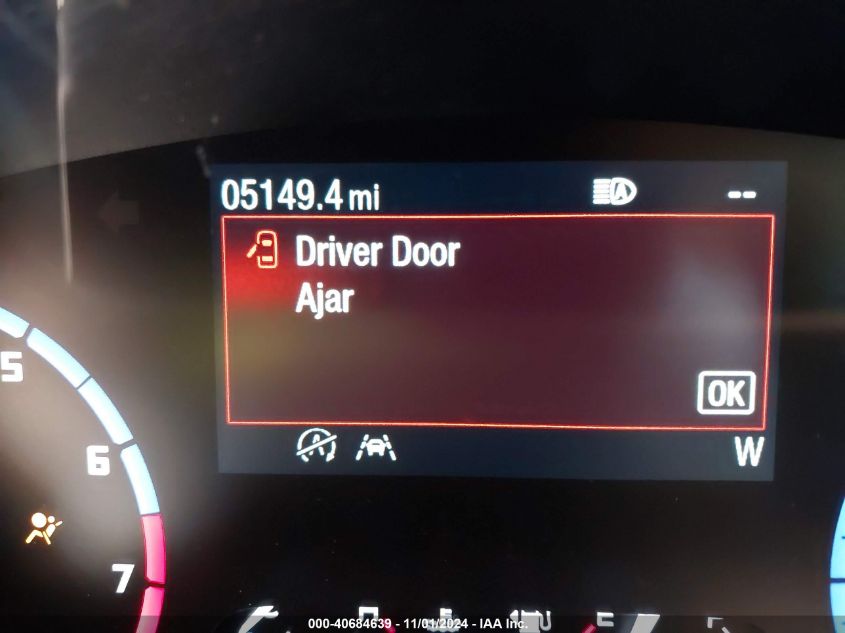 05149.4 mi
--
Driver Door
Ajar
OK
W
5
6
7
000-40684639 - 11/01/2024 - IAA Inc.